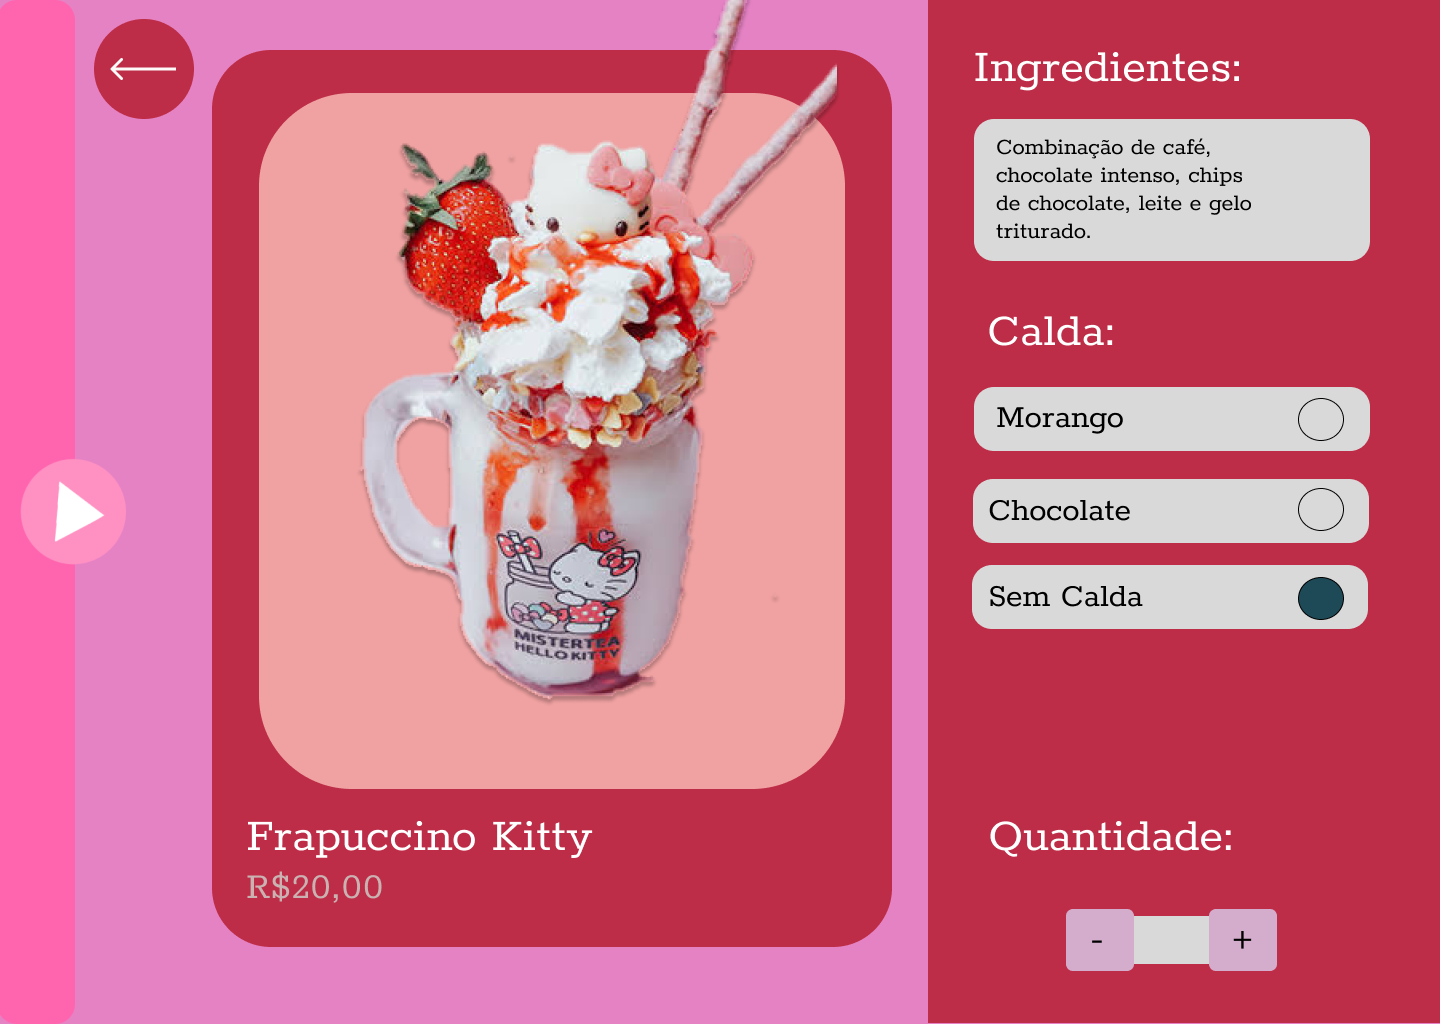 Ingredientes:
Combinação de café,
chocolate intenso, chips
de chocolate, leite e gelo
triturado.
Calda:
Morango
Chocolate
Sem Calda
MISTERTEA
HELLO KITTY
Frapuccino Kitty
R$20,00
Quantidade:
- +